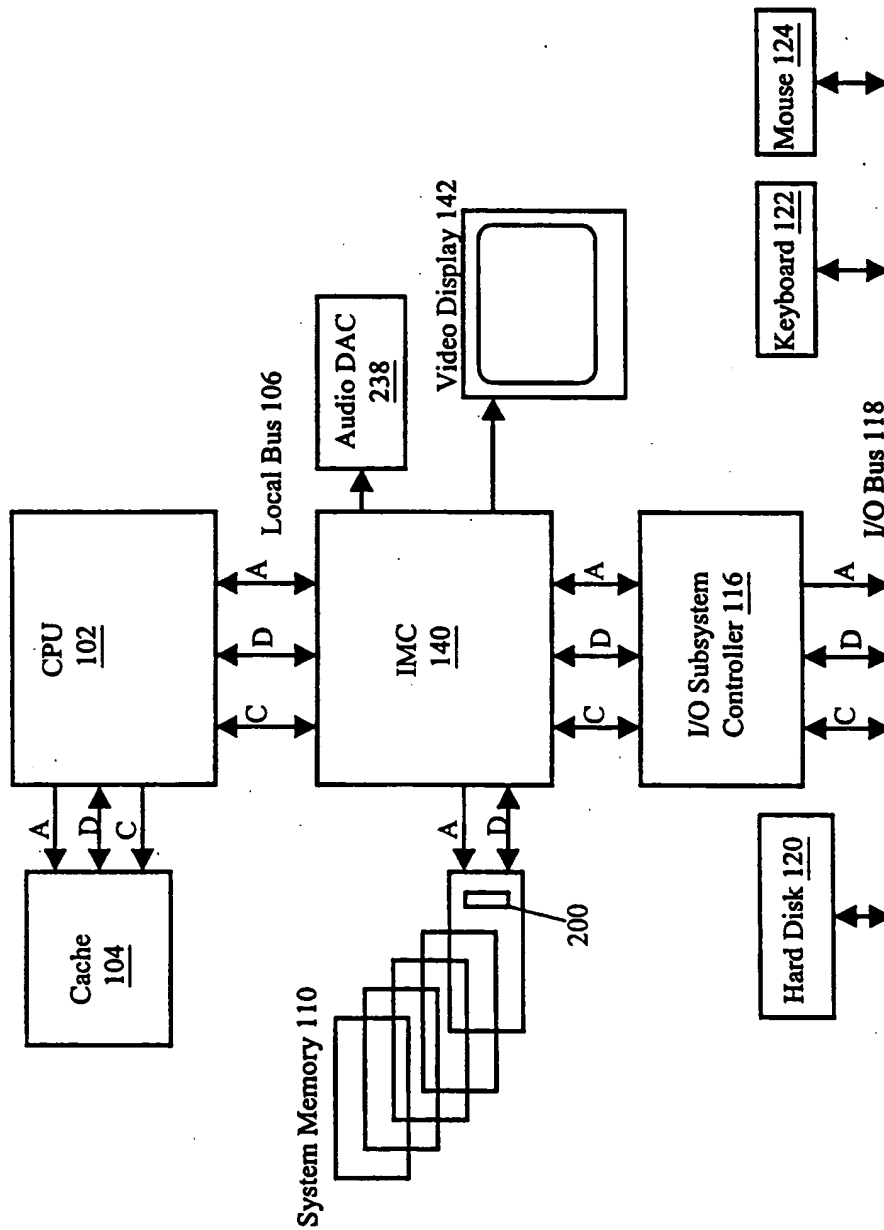 CPU
102
Cache
104
A
D
C
C
D
A
Local Bus 106
IMC
140
Audio DAC
238
Video Display 142
System Memory 110
A
D
200
C
D
A
I/O Subsystem
Controller 116
C
D
A
I/O Bus 118
Hard Disk 120
Keyboard 122
Mouse 124